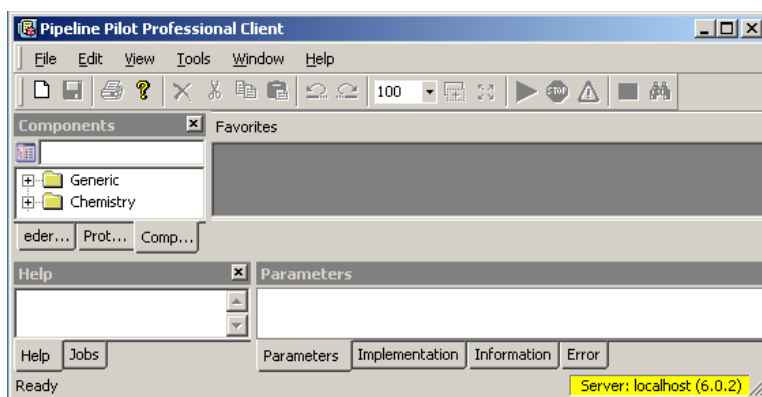 Pipeline Pilot Professional Client
File Edit View Tools Window Help
100 STOP
Components Favorites
Generic
Chemistry
eder... Prot... Comp...
Help Parameters
Help Jobs Parameters Implementation Information Error
Ready Server: localhost (6.0.2)